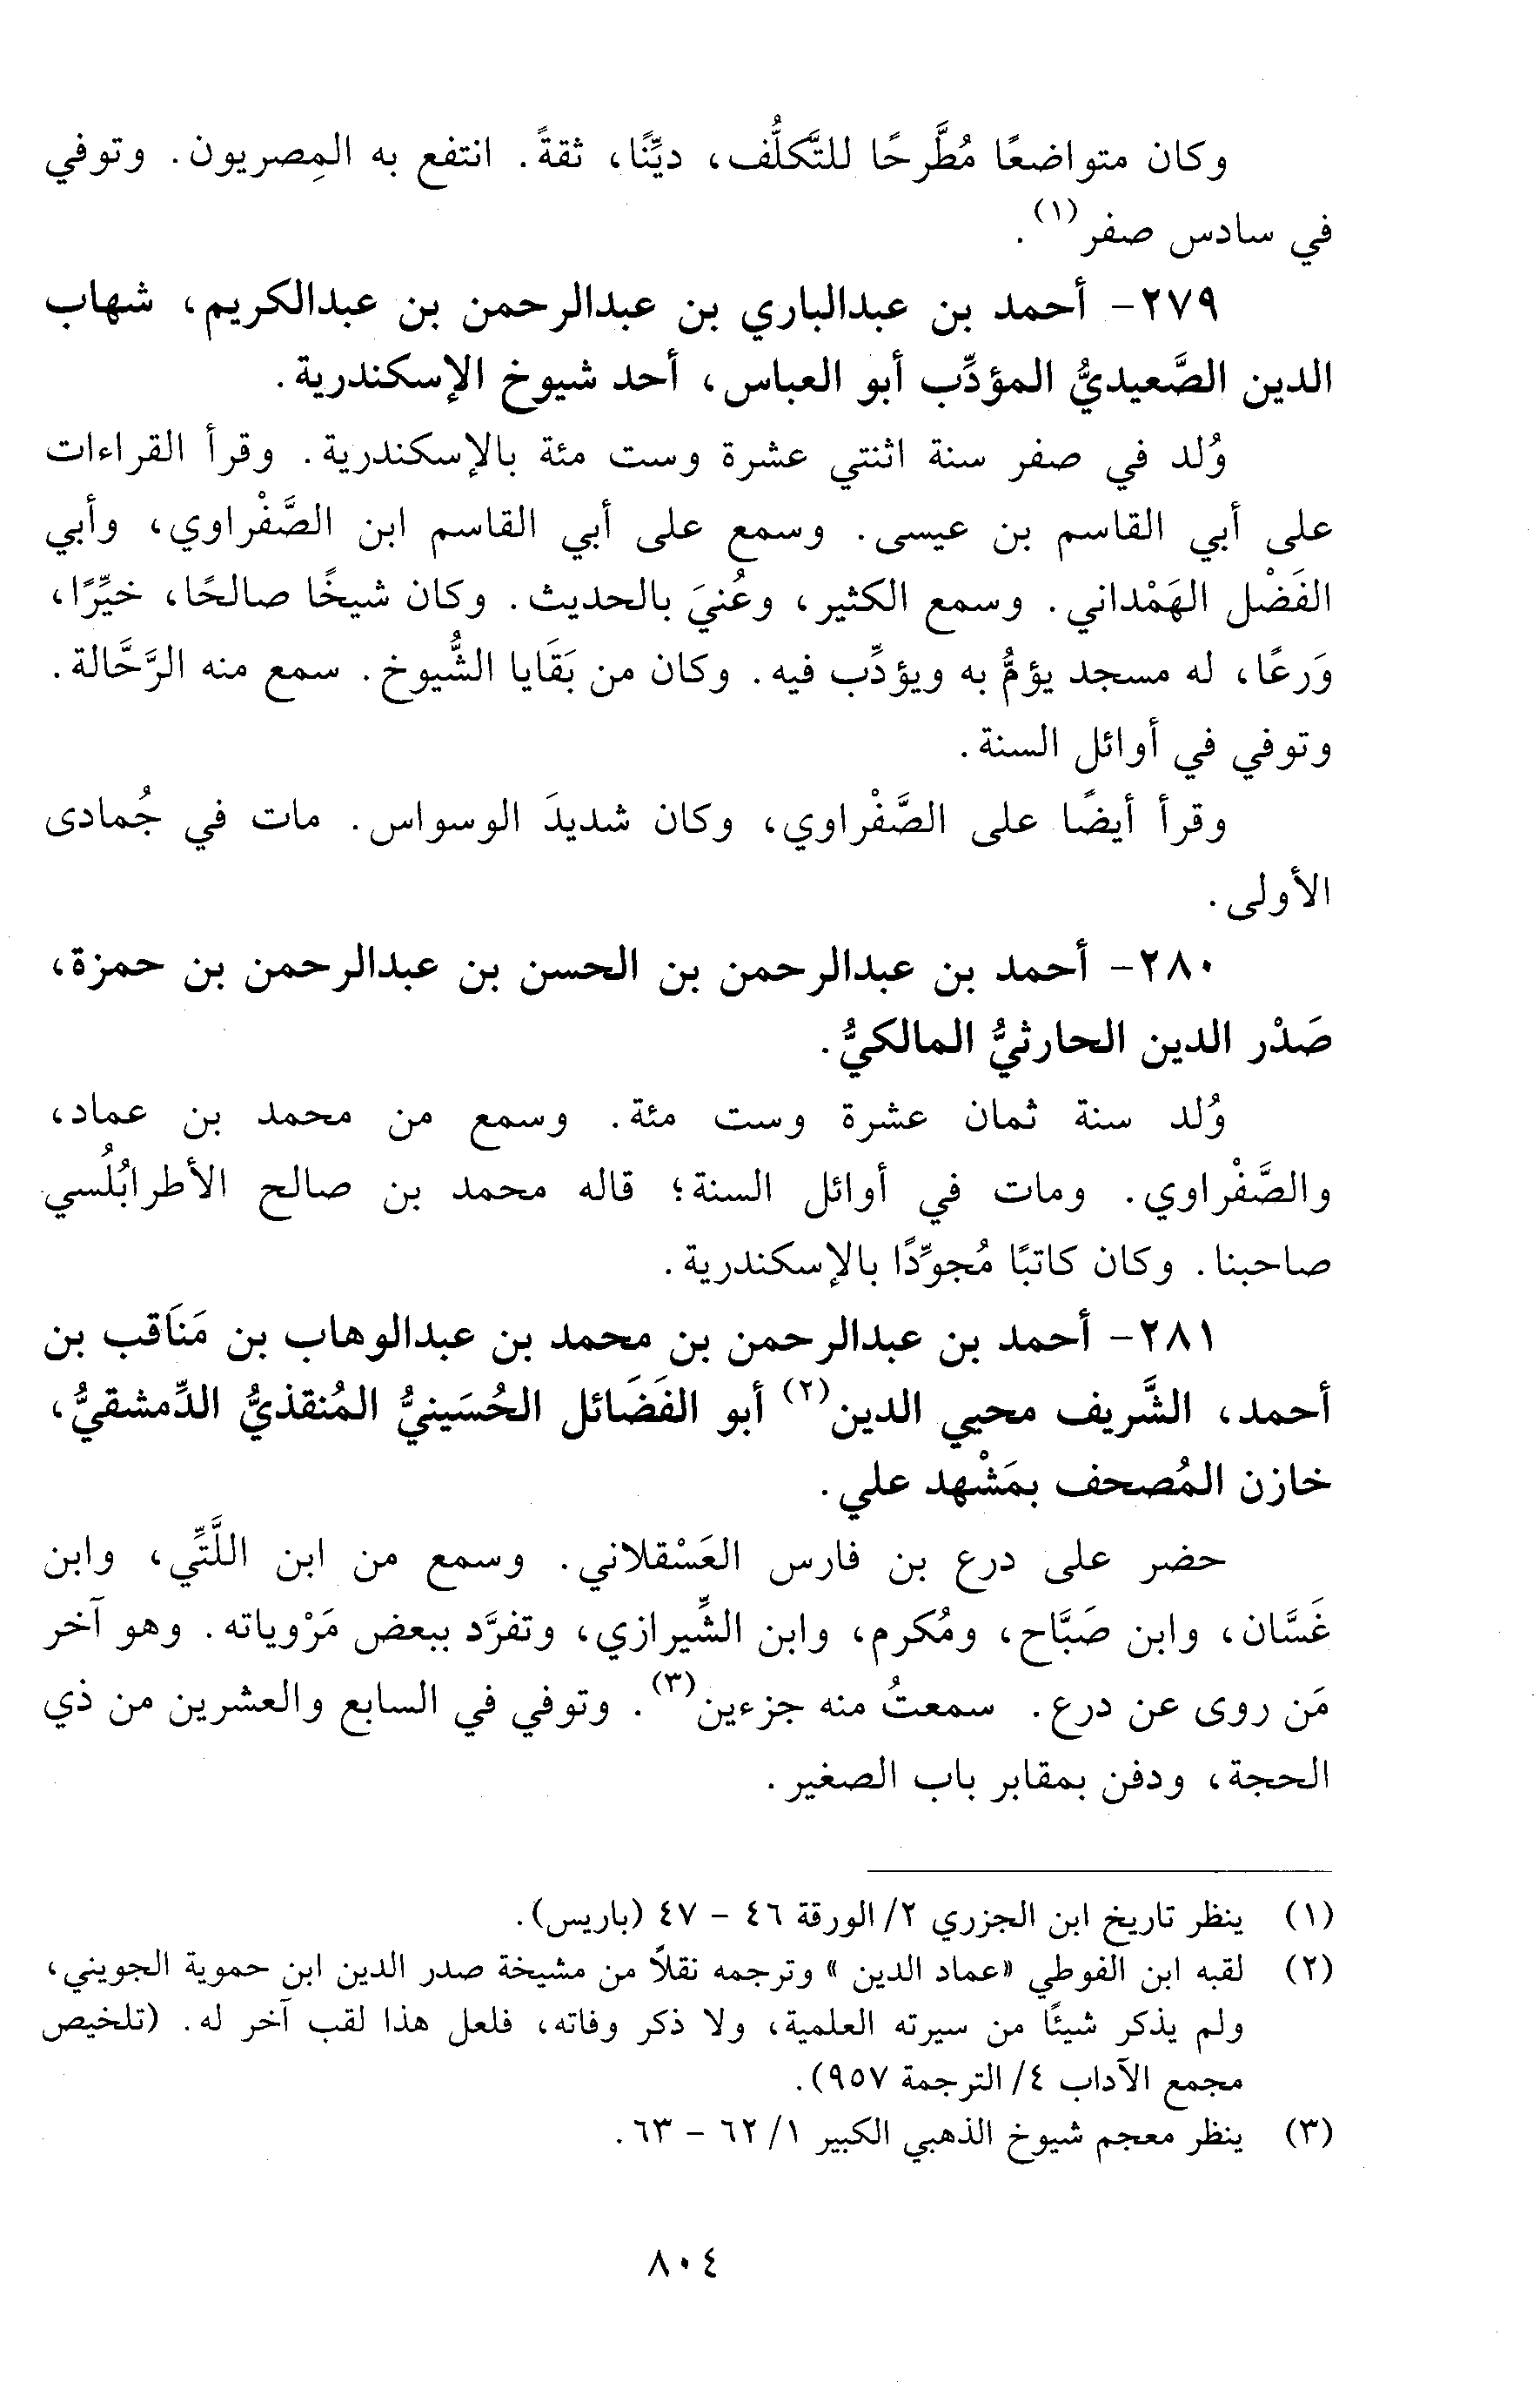 وكان متواضعًا مُطَّرحًا للتَّكلُّف، ديِّنًا، ثقةً. انتفع به المِصريون. وتوفي
في سادس صفر(١).
٢٧٩- أحمد بن عبدالباري بن عبدالرحمن بن عبدالكريم، شهاب
الدين الصَّعيديُّ المؤدِّب أبو العباس، أحد شيوخ الإسكندرية.
وُلد في صفر سنة اثنتي عشرة وست مئة بالإسكندرية. وقرأ القراءات
على أبي القاسم بن عيسى. وسمع على أبي القاسم ابن الصَّفْراوي، وأبي
الفَضْل الهَمْداني. وسمع الكثير، وعُنيَ بالحديث. وكان شيخًا صالحًا، خيِّرًا،
وَرعًا، له مسجد يؤمُّ به ويؤدِّب فيه. وكان من بَقَايا الشُّيوخ. سمع منه الرَّحَّالة.
وتوفي في أوائل السنة.
وقرأ أيضًا على الصَّفْراوي، وكان شديدَ الوسواس. مات في جُمادى
الأولى.
٢٨٠- أحمد بن عبدالرحمن بن الحسن بن عبدالرحمن بن حمزة،
صَدْر الدين الحارثيُّ المالكيُّ.
وُلد سنة ثمان عشرة وست مئة. وسمع من محمد بن عماد،
والصَّفْراوي. ومات في أوائل السنة؛ قاله محمد بن صالح الأطرابُلُسي
صاحبنا. وكان كاتبًا مُجوِّدًا بالإسكندرية.
٢٨١- أحمد بن عبدالرحمن بن محمد بن عبدالوهاب بن مَنَاقب بن
أحمد، الشَّريف محيي الدين(٢) أبو الفَضَائل الحُسَينيُّ المُنقذيُّ الدِّمشقيُّ،
خازن المُصحف بمَشْهد علي.
حضر على درع بن فارس العَسْقلاني. وسمع من ابن اللَّتِّي، وابن
غَسَّان، وابن صَبَّاح، ومُكرم، وابن الشِّيرازي، وتفرَّد ببعض مَرْوياته. وهو آخر
مَن روى عن درع. سمعتُ منه جزءين(٣). وتوفي في السابع والعشرين من ذي
الحجة، ودفن بمقابر باب الصغير.
(١) ينظر تاريخ ابن الجزري ٢/ الورقة ٤٦ - ٤٧ (باريس).
(٢) لقبه ابن الفوطي «عماد الدين» وترجمه نقلاً من مشيخة صدر الدين ابن حموية الجويني،
ولم يذكر شيئًا من سيرته العلمية، ولا ذكر وفاته، فلعل هذا لقب آخر له. (تلخيص
مجمع الآداب ٤/ الترجمة ٩٥٧).
(٣) ينظر معجم شيوخ الذهبي الكبير ١/ ٦٢ - ٦٣.
٨٠٤